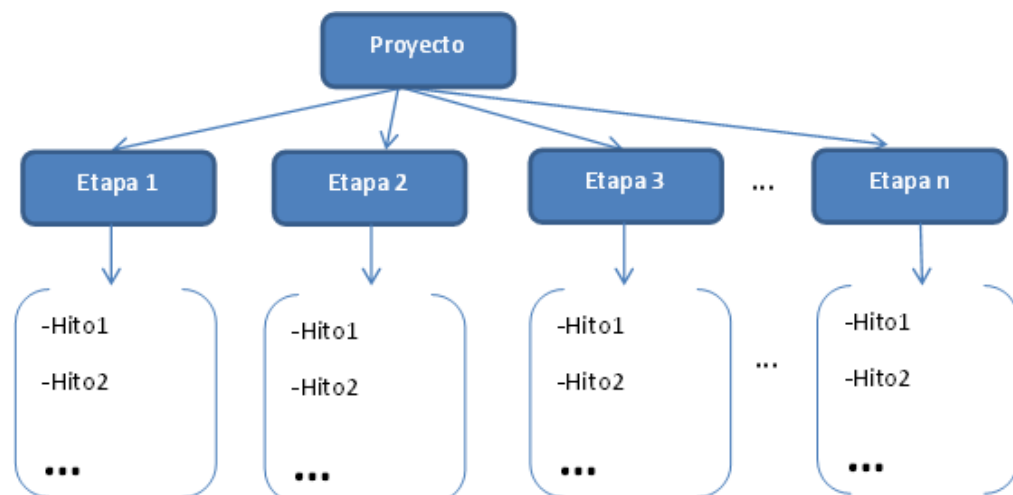 Proyecto
Etapa 1
Etapa 2
Etapa 3
...
Etapa n
-Hito1
-Hito2
...
-Hito1
-Hito2
...
-Hito1
-Hito2
...
...
-Hito1
-Hito2
...